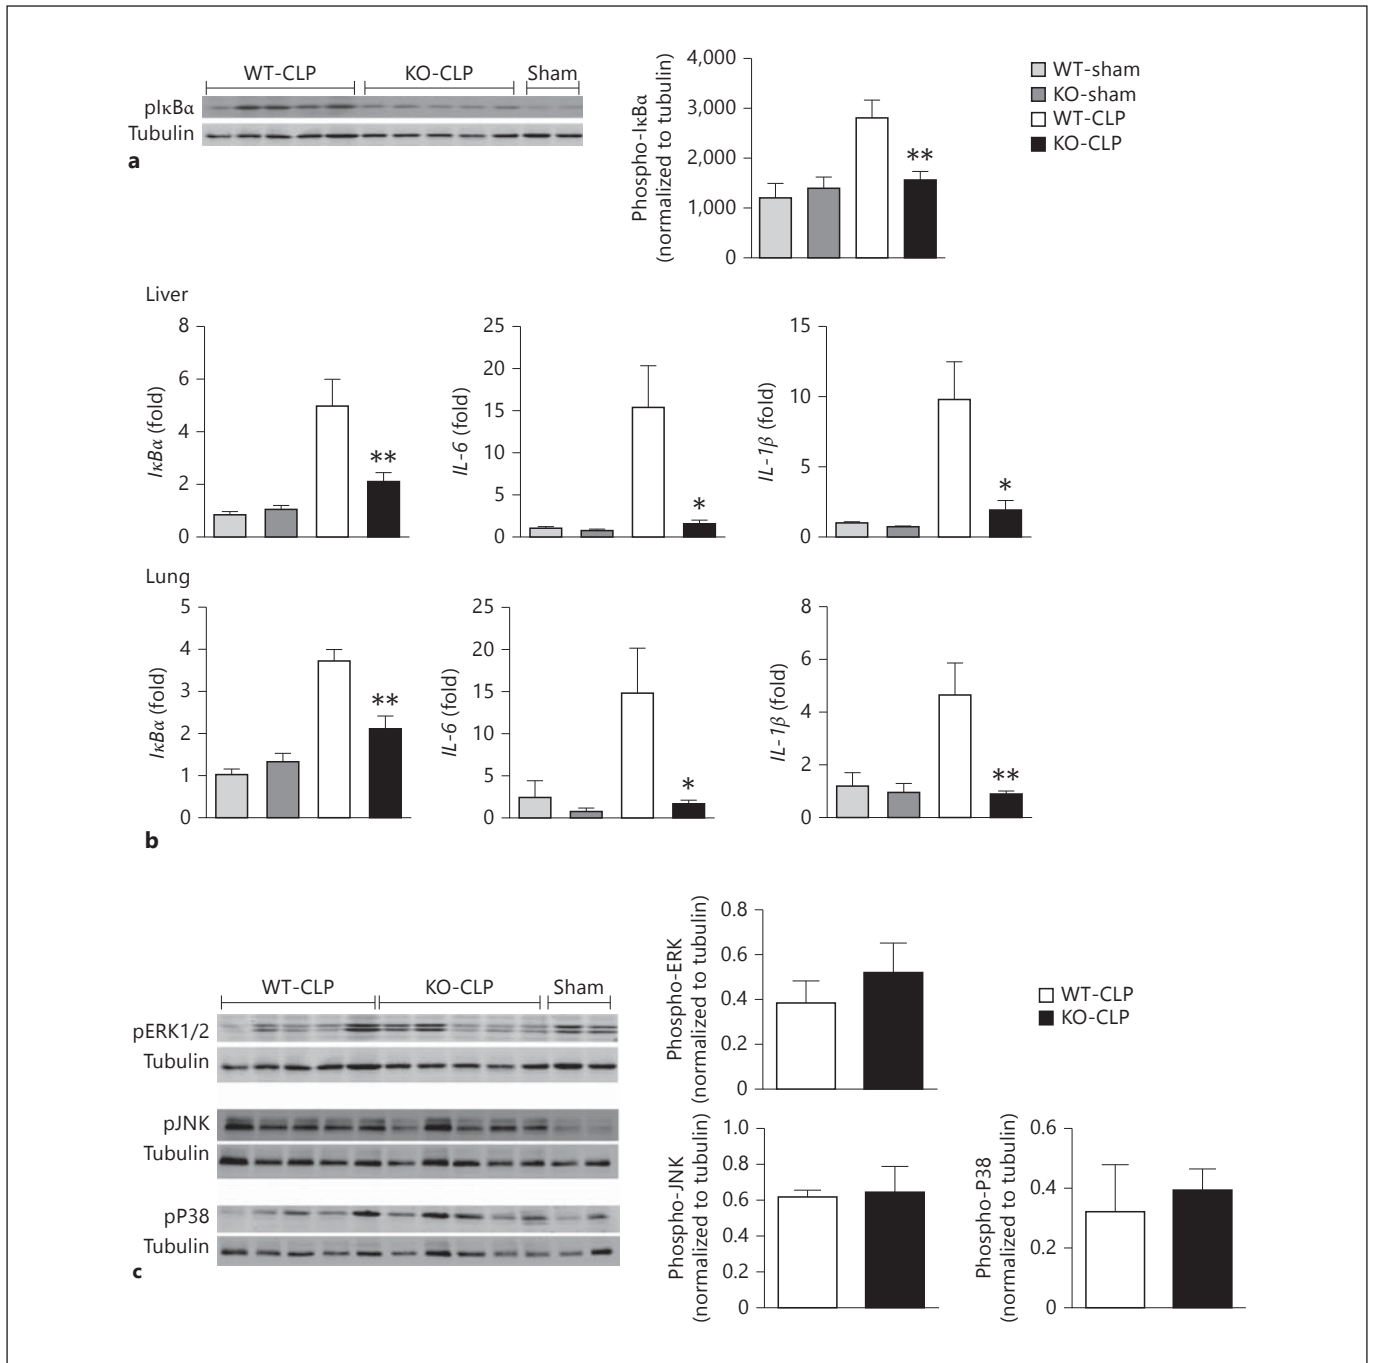 WT-CLP KO-CLP Sham
pIκBα
Tubulin
a
Phospho-IκBα
(normalized to tubulin)
4,000
3,000
2,000
1,000
0
**
WT-sham
KO-sham
WT-CLP
KO-CLP
Liver
IκBα (fold)
8
6
4
2
0
**
IL-6 (fold)
25
20
15
10
5
0
*
IL-1β (fold)
15
10
5
0
*
Lung
IκBα (fold)
5
4
3
2
1
0
**
IL-6 (fold)
25
20
15
10
5
0
*
IL-1β (fold)
8
6
4
2
0
**
b
WT-CLP KO-CLP Sham
pERK1/2
Tubulin
pJNK
Tubulin
pP38
Tubulin
c
Phospho-ERK
(normalized to tubulin)
0.8
0.6
0.4
0.2
0
WT-CLP
KO-CLP
Phospho-JNK
(normalized to tubulin)
1.0
0.8
0.6
0.4
0.2
0
Phospho-P38
(normalized to tubulin)
0.6
0.4
0.2
0